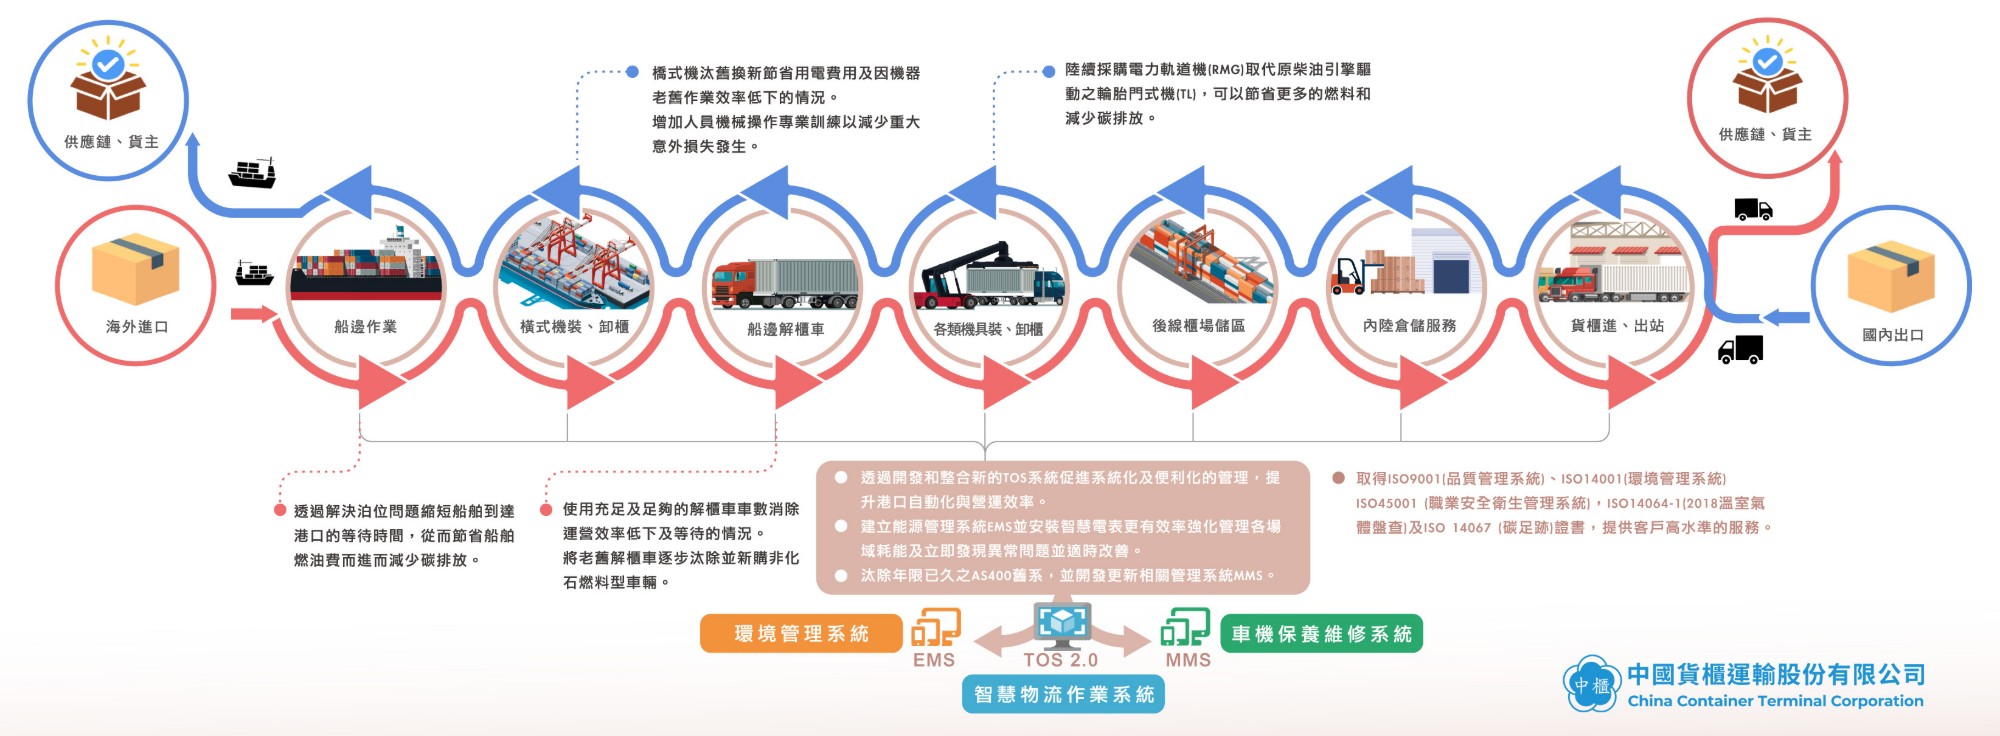 供應鏈、貨主
海外進口
橋式機汰舊換新節省用電費用及因機器
老舊作業效率低下的情況。
增加人員機械操作專業訓練以減少重大
意外損失發生。
陸續採購電力軌道機(RMG)取代原柴油引擎驅
動之輪胎門式機(TL)，可以節省更多的燃料和
減少碳排放。
供應鏈、貨主
國內出口
船邊作業
橫式機裝、卸櫃
船邊解櫃車
各類機具裝、卸櫃
後線櫃場儲區
內陸倉儲服務
貨櫃進、出站
透過解決泊位問題縮短船舶到達
港口的等待時間，從而節省船舶
燃油費而進而減少碳排放。
使用充足及足夠的解櫃車車數消除
運營效率低下及等待的情況。
將老舊解櫃車逐步汰除並新購非化
石燃料型車輛。
透過開發和整合新的TOS系統促進系統化及便利化的管理，提
升港口自動化與營運效率。
建立能源管理系統EMS並安裝智慧電表更有效率強化管理各場
域耗能及立即發現異常問題並適時改善。
汰除年限已久之AS400舊系，並開發更新相關管理系統MMS。
取得ISO9001(品質管理系統)、ISO14001(環境管理系統)
ISO45001 (職業安全衛生管理系統)，ISO14064-1(2018溫室氣
體盤查)及ISO 14067 (碳足跡)證書，提供客戶高水準的服務。
環境管理系統
EMS
TOS 2.0
MMS
車機保養維修系統
智慧物流作業系統
中櫃
中國貨櫃運輸股份有限公司
China Container Terminal Corporation